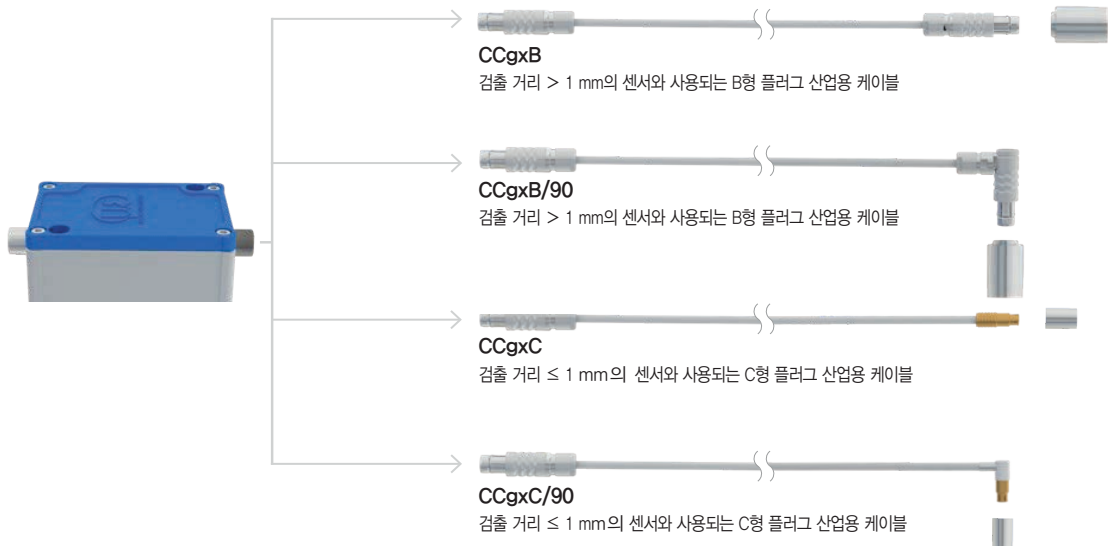 CCgxB
검출 거리 > 1 mm의 센서와 사용되는 B형 플러그 산업용 케이블
CCgxB/90
검출 거리 > 1 mm의 센서와 사용되는 B형 플러그 산업용 케이블
CCgxC
검출 거리 ≤ 1 mm의 센서와 사용되는 C형 플러그 산업용 케이블
CCgxC/90
검출 거리 ≤ 1 mm의 센서와 사용되는 C형 플러그 산업용 케이블